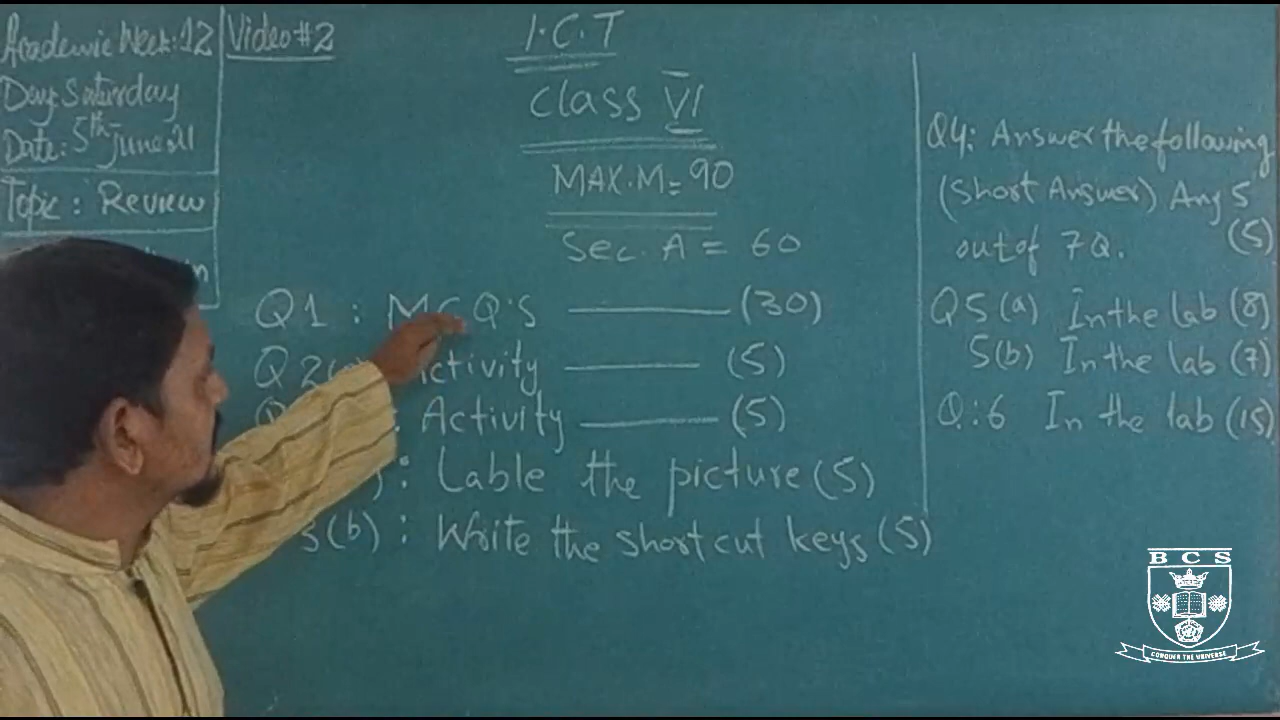 Academic Week: 12
Day: Saturday
Date: 5th June 21
Topic: Review
Video #2
I.C.T
Class VI
MAX.M = 90
Sec. A = 60
Q1 : MCQ'S (30)
Q2 Activity (5)
Activity (5)
: Lable the picture (5)
3(b) : Write the shortcut keys (5)
Q4: Answer the following
(Short Answer) Any 5
out of 7Q. (5)
Q5(a) In the lab (8)
5(b) In the lab (7)
Q:6 In the lab (15)
BCS
CONQUER THE UNIVERSE